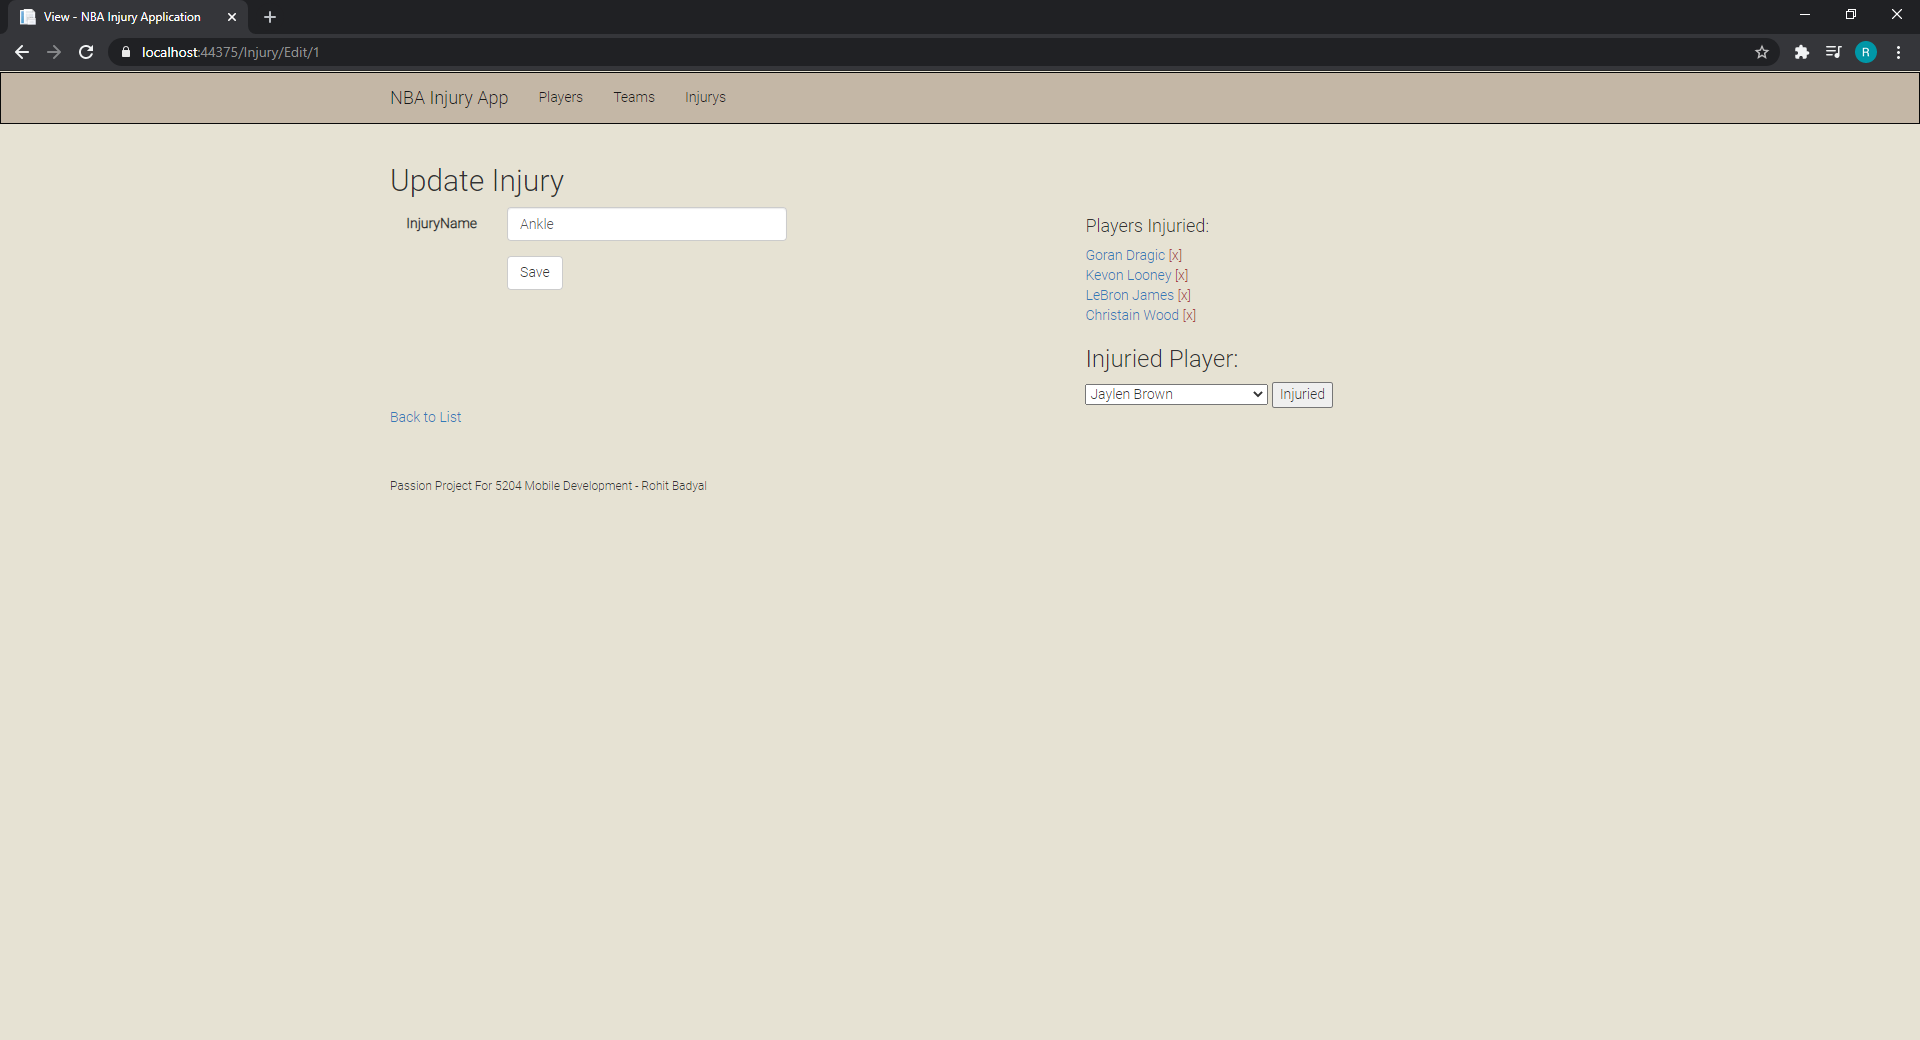 View - NBA Injury Application
localhost:44375/Injury/Edit/1
R
NBA Injury App Players Teams Injurys
Update Injury
InjuryName Ankle
Save
Players Injuried:
Goran Dragic [x]
Kevon Looney [x]
LeBron James [x]
Christain Wood [x]
Injuried Player:
Jaylen Brown Injuried
Back to List
Passion Project For 5204 Mobile Development - Rohit Badyal